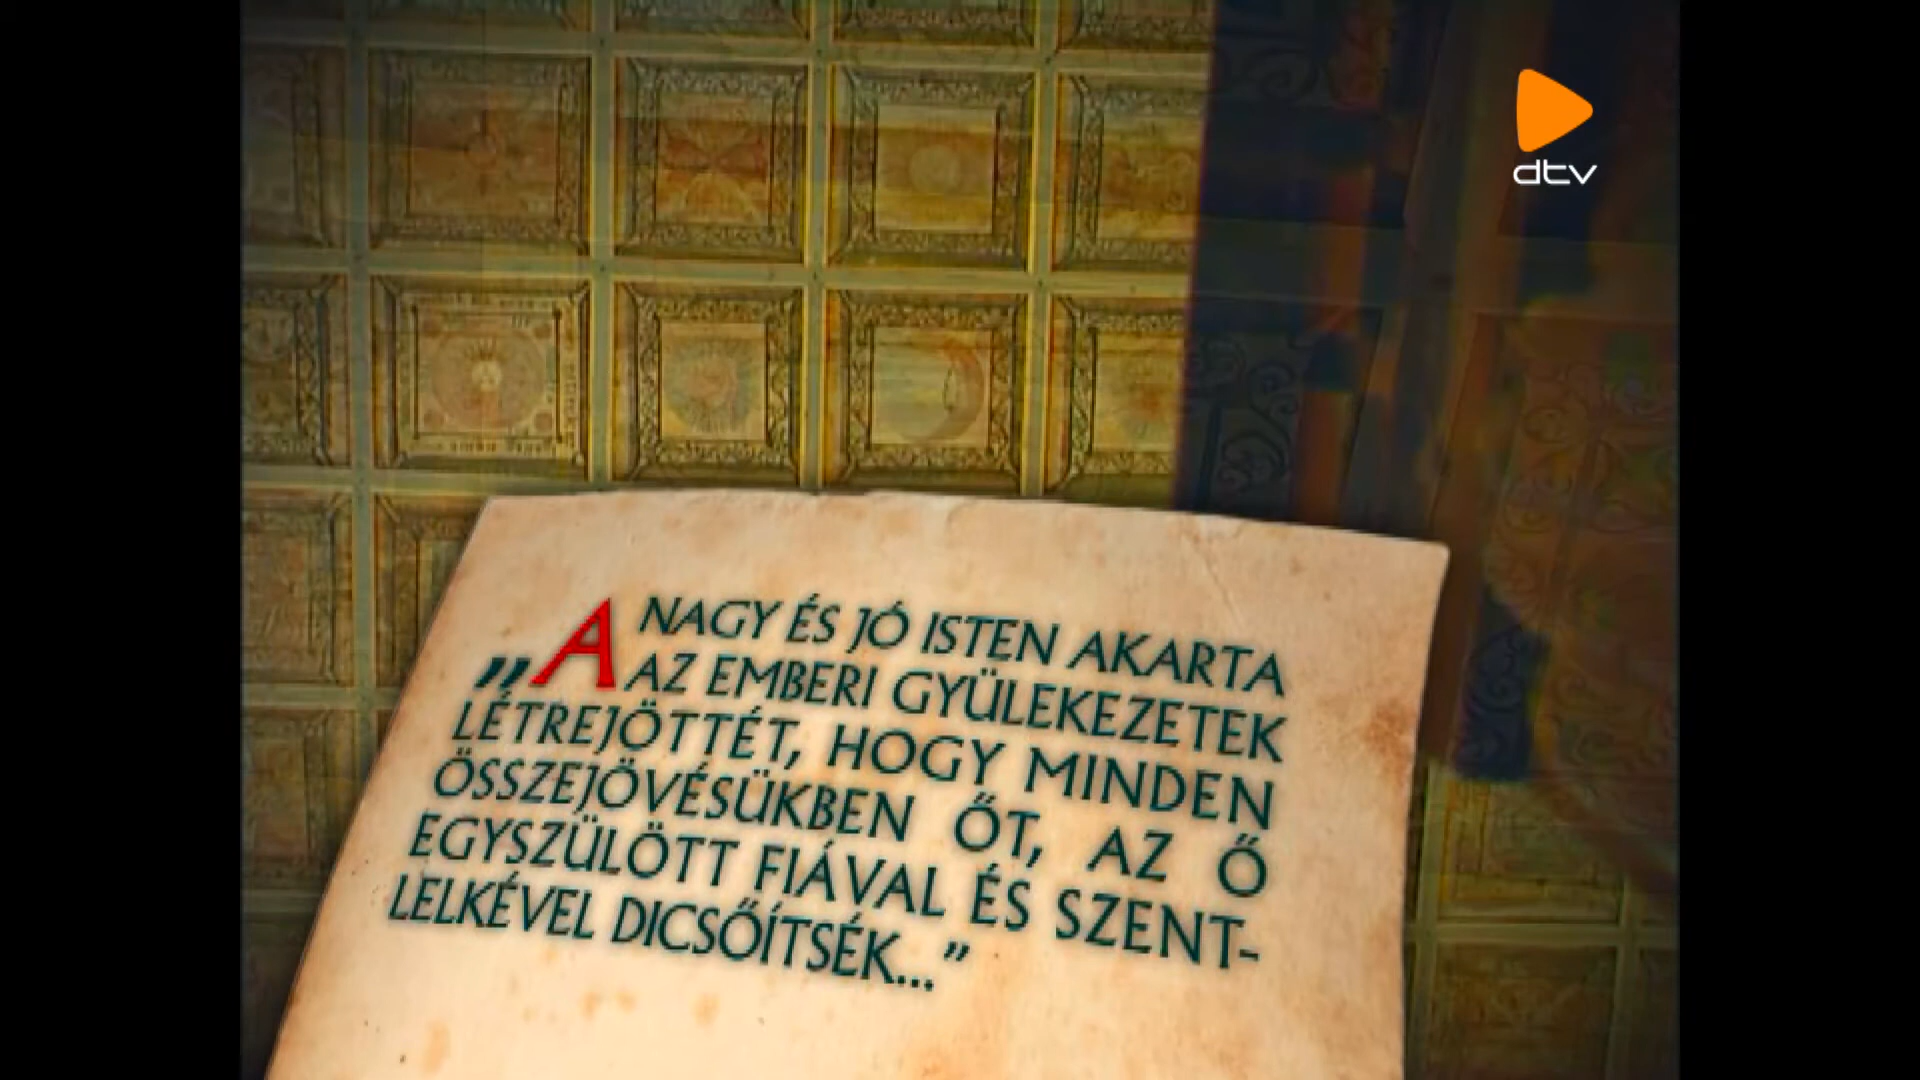 dtv
„A NAGY ÉS JÓ ISTEN AKARTA
AZ EMBERI GYÜLEKEZETEK
LÉTREJÖTTÉT, HOGY MINDEN
ÖSSZEJÖVÉSÜKBEN ŐT, AZ Ő
EGYSZÜLÖTT FIÁVAL ÉS SZENT-
LELKÉVEL DICSŐÍTSÉK...”